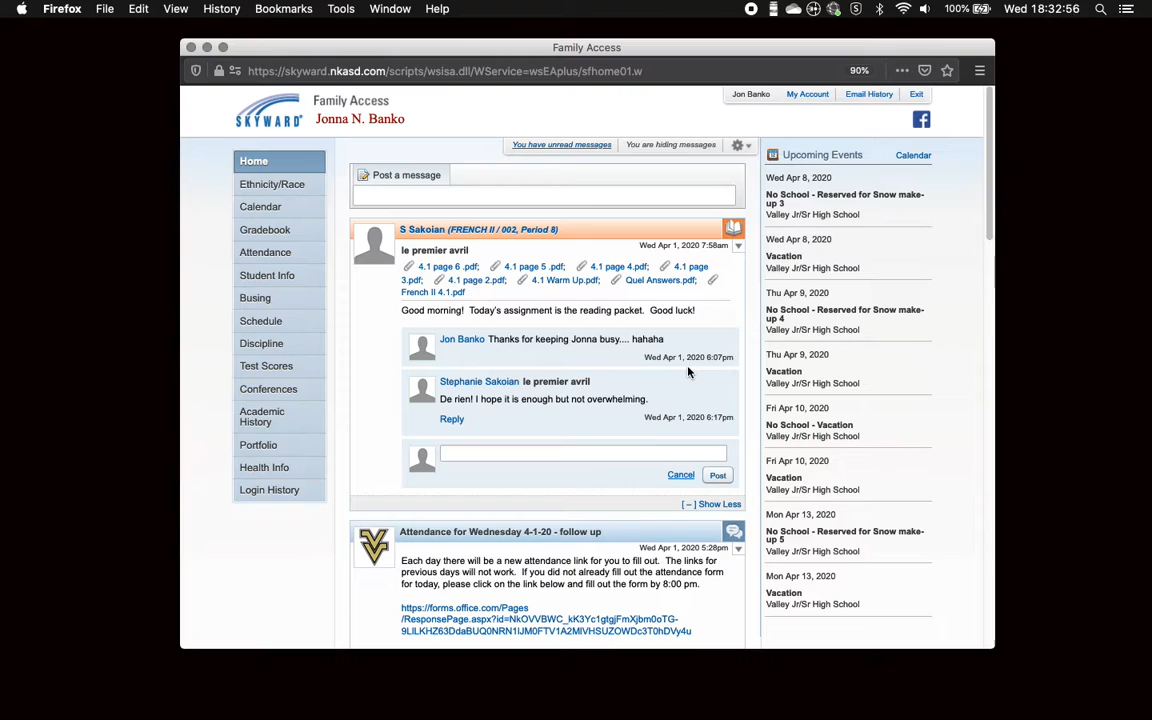 Firefox File Edit View History Bookmarks Tools Window Help
100% Wed 18:32:56
Family Access
https://skyward.nkasd.com/scripts/wsisa.dll/WService=wsEAplus/sfhome01.w
90%
SKYWARD
Family Access
Jonna N. Banko
Jon Banko My Account Email History Exit
Home
Ethnicity/Race
Calendar
Gradebook
Attendance
Student Info
Busing
Schedule
Discipline
Test Scores
Conferences
Academic
History
Portfolio
Health Info
Login History
You have unread messages You are hiding messages
Post a message
S Sakoian (FRENCH II / 002, Period 8)
Wed Apr 1, 2020 7:58am
le premier avril
4.1 page 6 .pdf; 4.1 page 5 .pdf; 4.1 page 4.pdf; 4.1 page
3.pdf; 4.1 page 2.pdf; 4.1 Warm Up.pdf; Quel Answers.pdf;
French II 4.1.pdf
Good morning! Today's assignment is the reading packet. Good luck!
Jon Banko Thanks for keeping Jonna busy.... hahaha
Wed Apr 1, 2020 6:07pm
Stephanie Sakoian le premier avril
De rien! I hope it is enough but not overwhelming.
Reply Wed Apr 1, 2020 6:17pm
Cancel Post
[ – ] Show Less
Attendance for Wednesday 4-1-20 - follow up
Wed Apr 1, 2020 5:28pm
Each day there will be a new attendance link for you to fill out. The links for
previous days will not work. If you did not already fill out the attendance form
for today, please click on the link below and fill out the form by 8:00 pm.
https://forms.office.com/Pages
/ResponsePage.aspx?id=NkOVVBWC_kK3Yc1gtgjFmXjbm0oTG-
9LILKHZ63DdaBUQ0NRN1IJM0FTV1A2MlVHSUZOWDc3T0hDVy4u
Upcoming Events Calendar
Wed Apr 8, 2020
No School - Reserved for Snow make-
up 3
Valley Jr/Sr High School
Wed Apr 8, 2020
Vacation
Valley Jr/Sr High School
Thu Apr 9, 2020
No School - Reserved for Snow make-
up 4
Valley Jr/Sr High School
Thu Apr 9, 2020
Vacation
Valley Jr/Sr High School
Fri Apr 10, 2020
No School - Vacation
Valley Jr/Sr High School
Fri Apr 10, 2020
Vacation
Valley Jr/Sr High School
Mon Apr 13, 2020
No School - Reserved for Snow make-
up 5
Valley Jr/Sr High School
Mon Apr 13, 2020
Vacation
Valley Jr/Sr High School